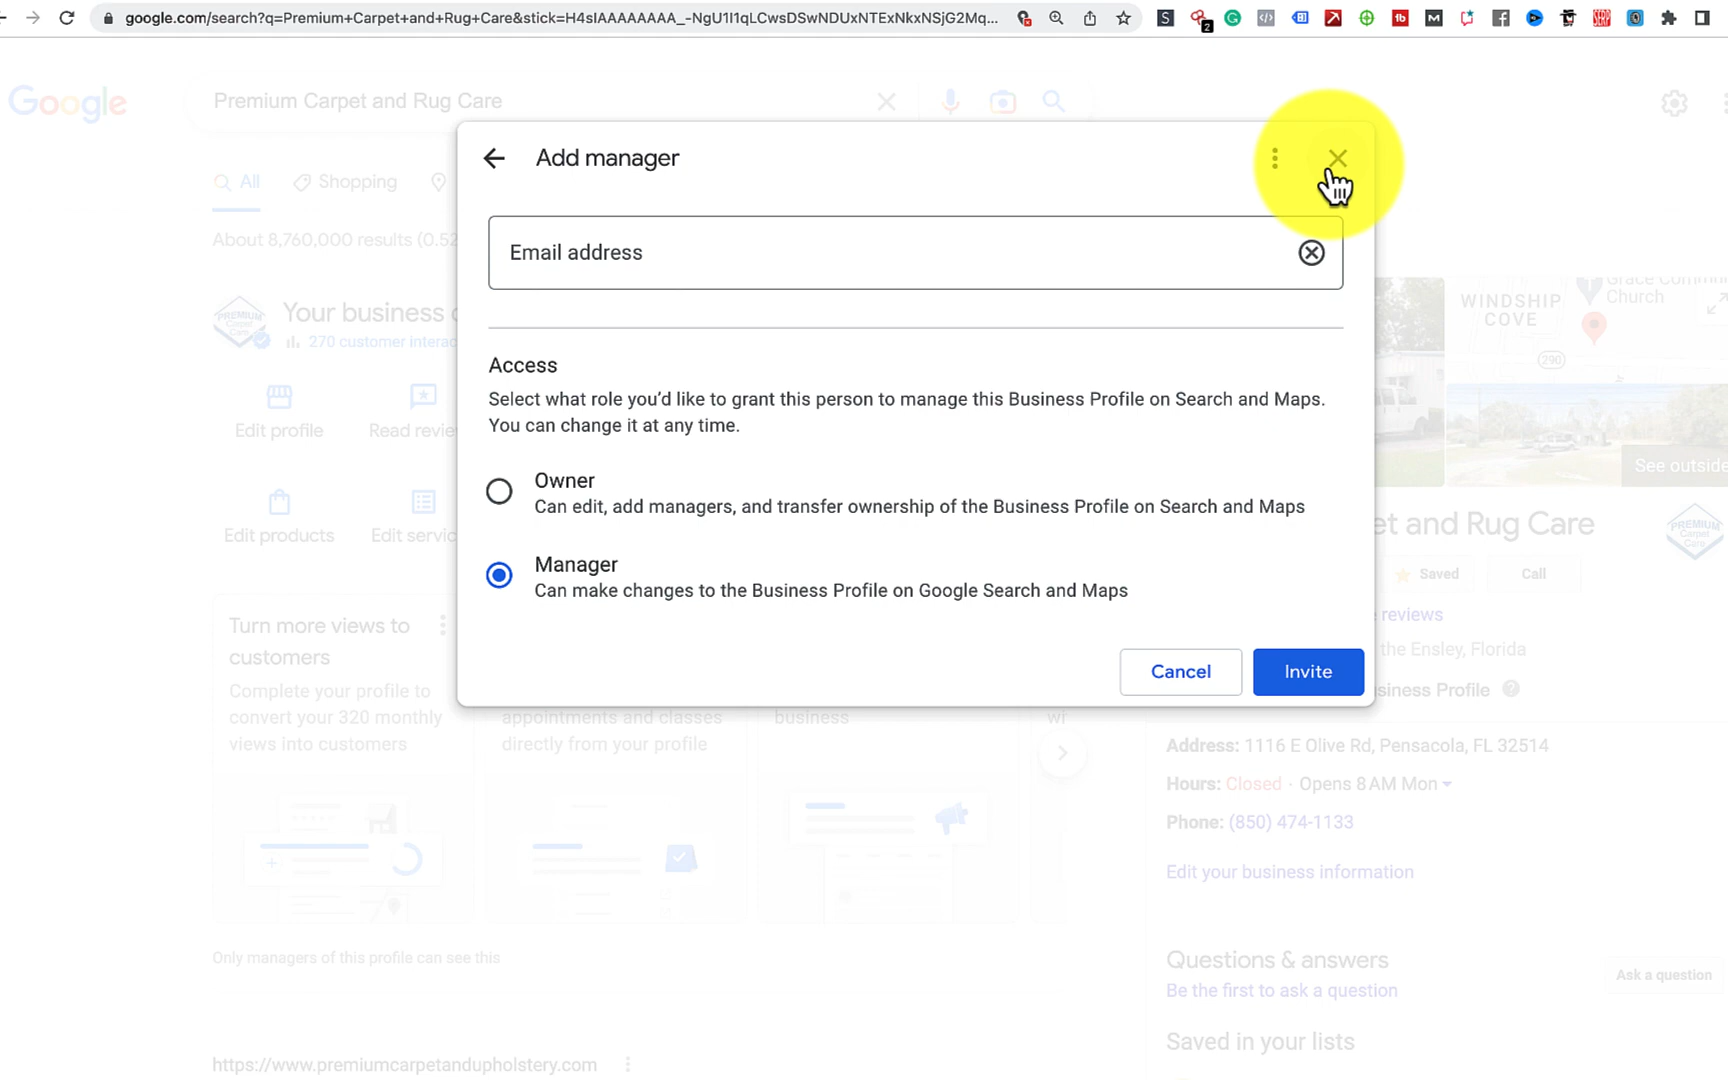 google.com/search?q=Premium+Carpet+and+Rug+Care&stick=H4sIAAAAAAAA_-NgU1I1qLCwsDSwNDUxNTExNkxNSjG2Mq...
Google
Premium Carpet and Rug Care
All
Shopping
About 8,760,000 results (0.52
Your business
270 customer interac
Edit profile
Read revie
Edit products
Edit servic
Add manager
Email address
Access
Select what role you'd like to grant this person to manage this Business Profile on Search and Maps.
You can change it at any time.
Owner
Can edit, add managers, and transfer ownership of the Business Profile on Search and Maps
Manager
Can make changes to the Business Profile on Google Search and Maps
Cancel
Invite
Turn more views to
customers
Complete your profile to
convert your 320 monthly
views into customers
appointments and classes
directly from your profile
business
Only managers of this profile can see this
https://www.premiumcarpetandupholstery.com
Grace Comm
Church
WINDSHIP
COVE
290
See outside
et and Rug Care
PREMIUM
Carpet
Care
Saved
Call
reviews
the Ensley, Florida
siness Profile
Address: 1116 E Olive Rd, Pensacola, FL 32514
Hours: Closed · Opens 8 AM Mon
Phone: (850) 474-1133
Edit your business information
Questions & answers
Be the first to ask a question
Ask a question
Saved in your lists